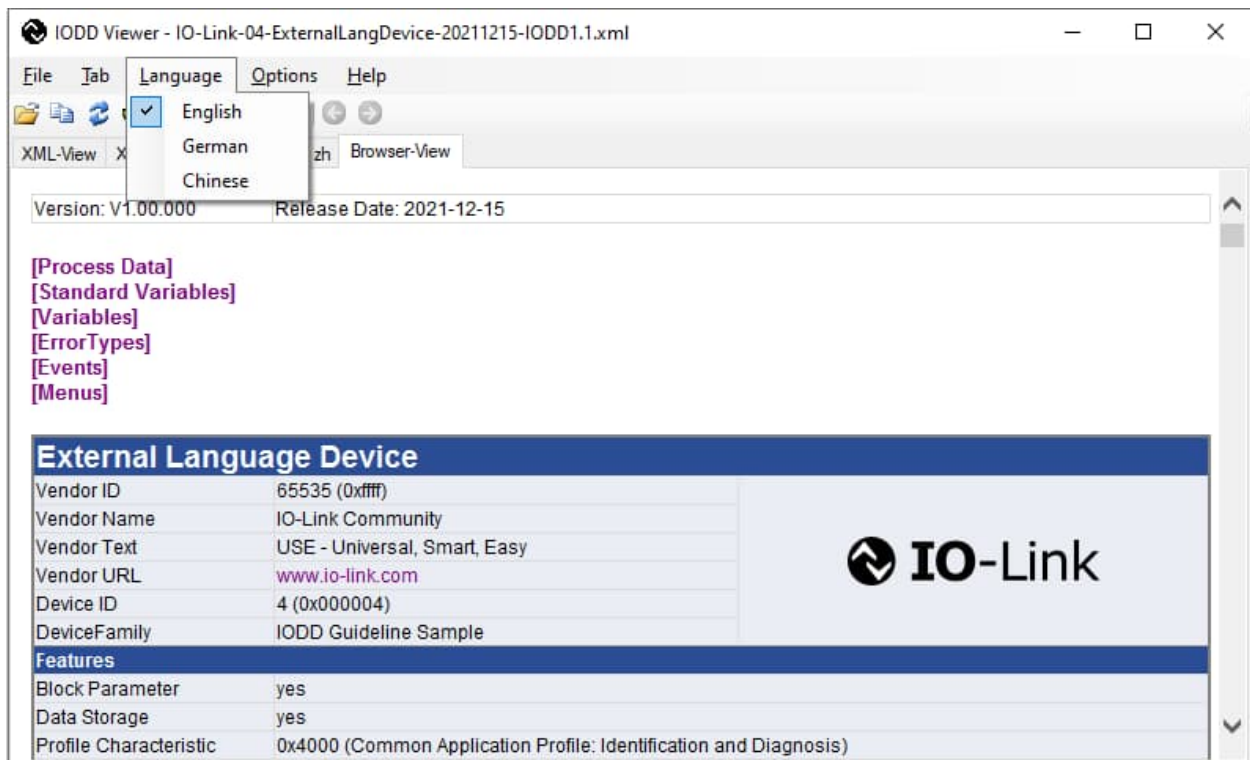 IODD Viewer - IO-Link-04-ExternalLangDevice-20211215-IODD1.1.xml
File Tab Language Options Help
English
German
Chinese
XML-View X zh Browser-View
Version: V1.00.000 Release Date: 2021-12-15
[Process Data]
[Standard Variables]
[Variables]
[ErrorTypes]
[Events]
[Menus]
External Language Device
Vendor ID 65535 (0xffff)
Vendor Name IO-Link Community
Vendor Text USE - Universal, Smart, Easy
Vendor URL www.io-link.com
Device ID 4 (0x000004)
DeviceFamily IODD Guideline Sample
IO-Link
Features
Block Parameter yes
Data Storage yes
Profile Characteristic 0x4000 (Common Application Profile: Identification and Diagnosis)